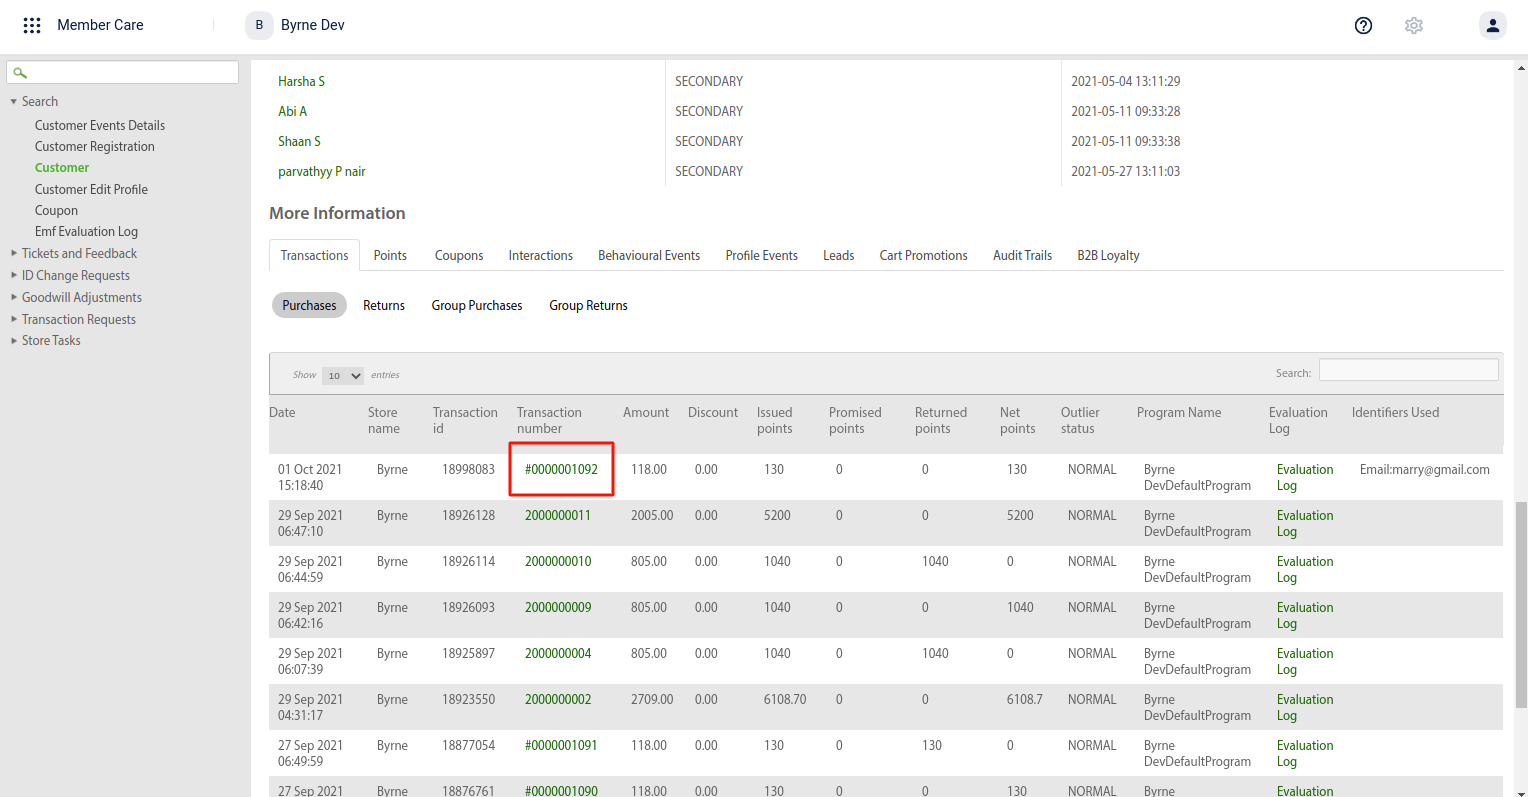 Member Care
B Byrne Dev
Search
Customer Events Details
Customer Registration
Customer
Customer Edit Profile
Coupon
Emf Evaluation Log
Tickets and Feedback
ID Change Requests
Goodwill Adjustments
Transaction Requests
Store Tasks
Harsha S SECONDARY 2021-05-04 13:11:29
Abi A SECONDARY 2021-05-11 09:33:28
Shaan S SECONDARY 2021-05-11 09:33:38
parvathyy P nair SECONDARY 2021-05-27 13:11:03
More Information
Transactions Points Coupons Interactions Behavioural Events Profile Events Leads Cart Promotions Audit Trails B2B Loyalty
Purchases Returns Group Purchases Group Returns
Show 10 entries Search:
Date Store name Transaction id Transaction number Amount Discount Issued points Promised points Returned points Net points Outlier status Program Name Evaluation Log Identifiers Used
01 Oct 2021 15:18:40 Byrne 18998083 #0000001092 118.00 0.00 130 0 0 130 NORMAL Byrne DevDefaultProgram Evaluation Log Email:marry@gmail.com
29 Sep 2021 06:47:10 Byrne 18926128 2000000011 2005.00 0.00 5200 0 0 5200 NORMAL Byrne DevDefaultProgram Evaluation Log
29 Sep 2021 06:44:59 Byrne 18926114 2000000010 805.00 0.00 1040 0 1040 0 NORMAL Byrne DevDefaultProgram Evaluation Log
29 Sep 2021 06:42:16 Byrne 18926093 2000000009 805.00 0.00 1040 0 0 1040 NORMAL Byrne DevDefaultProgram Evaluation Log
29 Sep 2021 06:07:39 Byrne 18925897 2000000004 805.00 0.00 1040 0 1040 0 NORMAL Byrne DevDefaultProgram Evaluation Log
29 Sep 2021 04:31:17 Byrne 18923550 2000000002 2709.00 0.00 6108.70 0 0 6108.7 NORMAL Byrne DevDefaultProgram Evaluation Log
27 Sep 2021 06:49:59 Byrne 18877054 #0000001091 118.00 0.00 130 0 130 0 NORMAL Byrne DevDefaultProgram Evaluation Log
27 Sep 2021 Byrne 18876761 #0000001090 118.00 0.00 130 0 0 130 NORMAL Byrne Evaluation